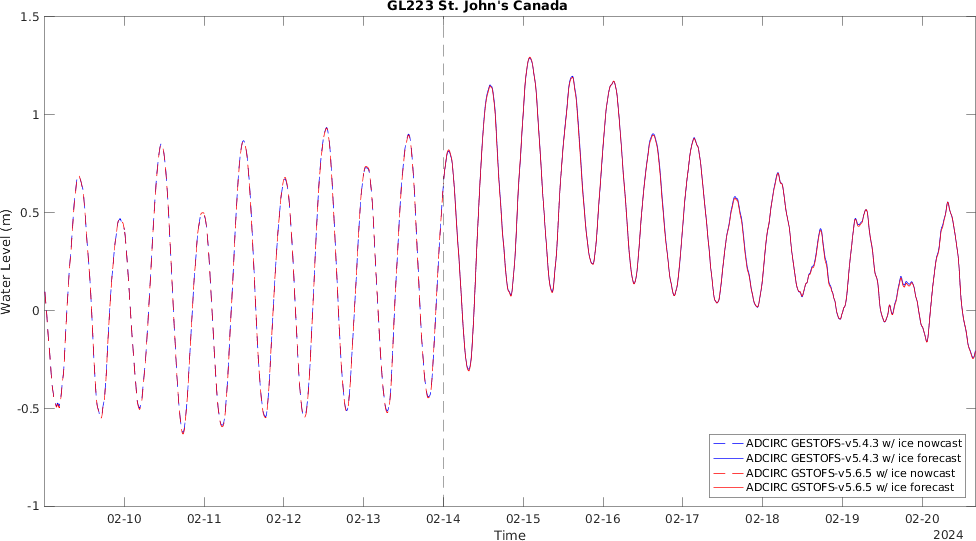 GL223 St. John's Canada
1.5
1
0.5
0
-0.5
-1
Water Level (m)
ADCIRC GESTOFS-v5.4.3 w/ ice nowcast
ADCIRC GESTOFS-v5.4.3 w/ ice forecast
ADCIRC GSTOFS-v5.6.5 w/ ice nowcast
ADCIRC GSTOFS-v5.6.5 w/ ice forecast
02-10 02-11 02-12 02-13 02-14 02-15 02-16 02-17 02-18 02-19 02-20
Time
2024